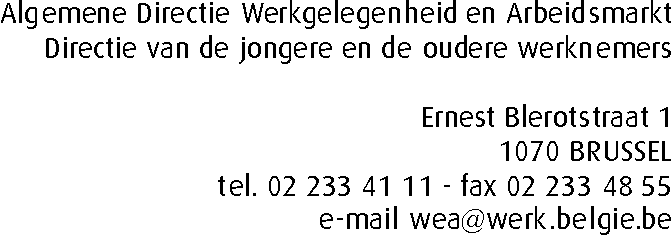 Algemene Directie Werkgelegenheid en Arbeidsmarkt
Directie van de jongere en de oudere werknemers
Ernest Blerotstraat 1
1070 BRUSSEL
tel. 02 233 41 11 - fax 02 233 48 55
e-mail wea@werk.belgie.be